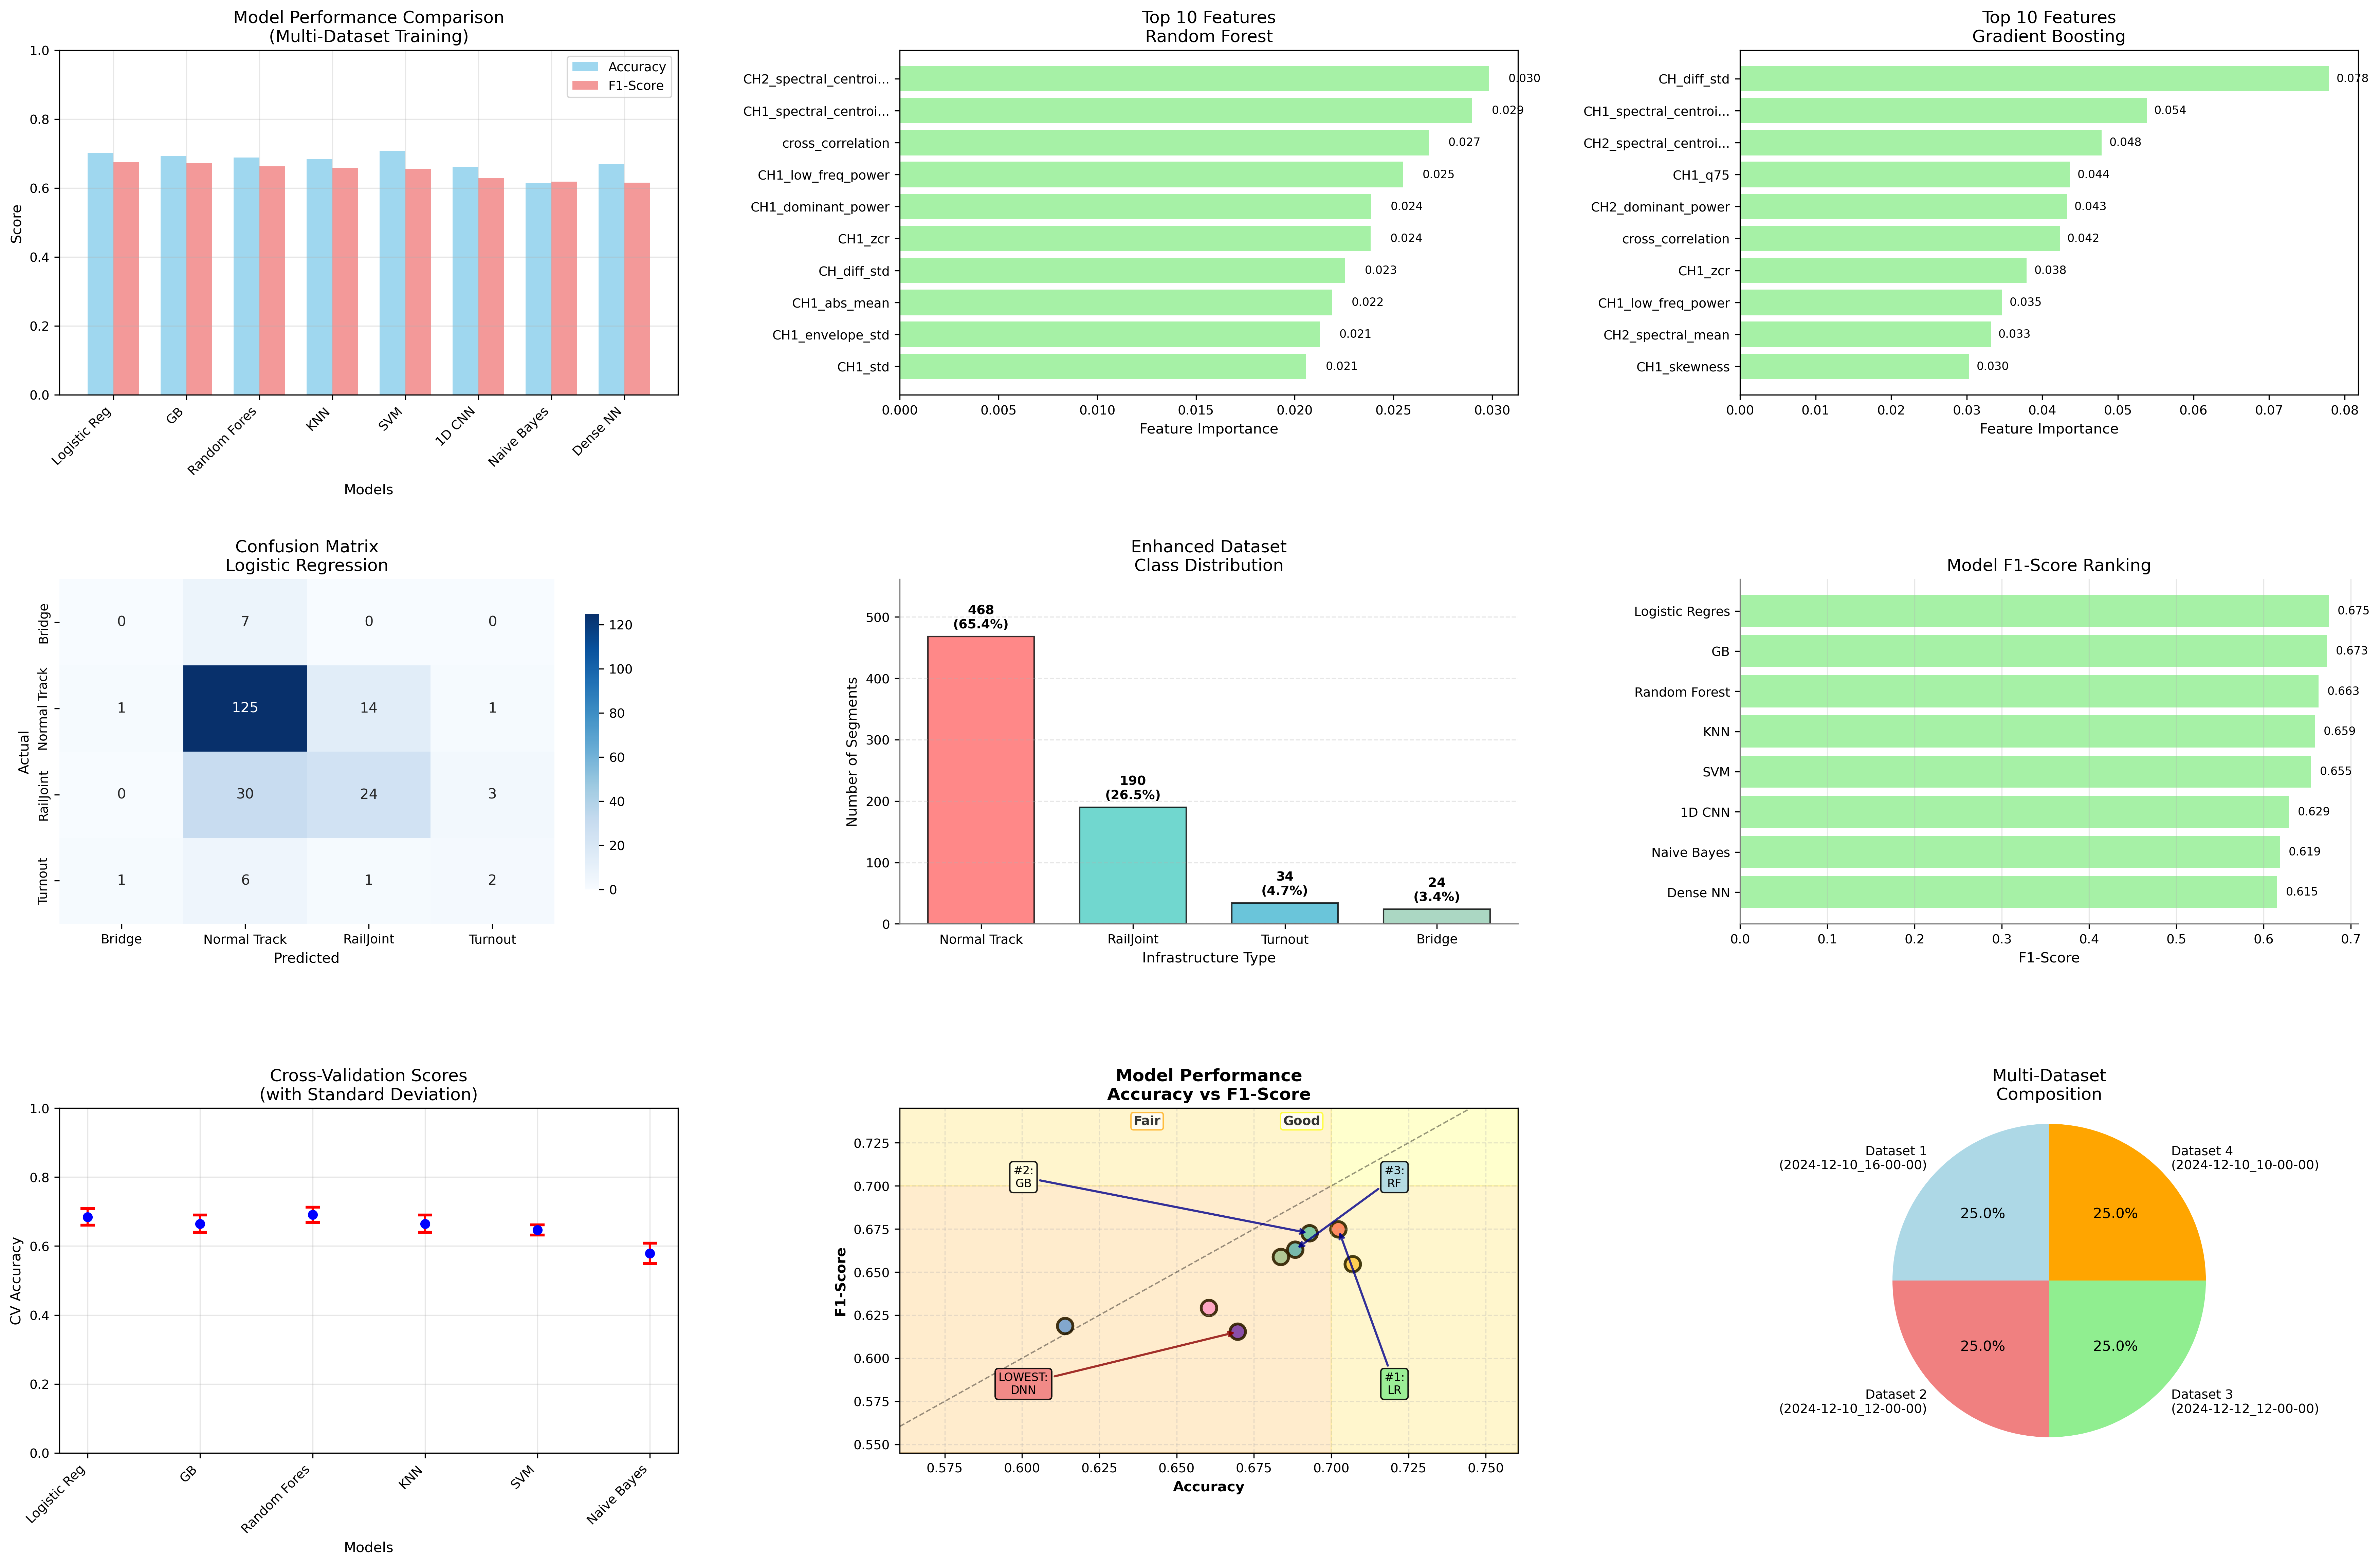 Model Performance Comparison
(Multi-Dataset Training)
Accuracy
F1-Score
1.0
0.8
0.6
0.4
0.2
0.0
Score
Logistic Reg
GB
Random Fores
KNN
SVM
1D CNN
Naive Bayes
Dense NN
Models
Top 10 Features
Random Forest
CH2_spectral_centroi... 0.030
CH1_spectral_centroi... 0.029
cross_correlation 0.027
CH1_low_freq_power 0.025
CH1_dominant_power 0.024
CH1_zcr 0.024
CH_diff_std 0.023
CH1_abs_mean 0.022
CH1_envelope_std 0.021
CH1_std 0.021
0.000 0.005 0.010 0.015 0.020 0.025 0.030
Feature Importance
Top 10 Features
Gradient Boosting
CH_diff_std 0.078
CH1_spectral_centroi... 0.054
CH2_spectral_centroi... 0.048
CH1_q75 0.044
CH2_dominant_power 0.043
cross_correlation 0.042
CH1_zcr 0.038
CH1_low_freq_power 0.035
CH2_spectral_mean 0.033
CH1_skewness 0.030
0.00 0.01 0.02 0.03 0.04 0.05 0.06 0.07 0.08
Feature Importance
Confusion Matrix
Logistic Regression
Actual
Bridge 0 7 0 0
Normal Track 1 125 14 1
RailJoint 0 30 24 3
Turnout 1 6 1 2
Bridge Normal Track RailJoint Turnout
Predicted
120
100
80
60
40
20
0
Enhanced Dataset
Class Distribution
Number of Segments
500
400
300
200
100
0
468
(65.4%)
190
(26.5%)
34
(4.7%)
24
(3.4%)
Normal Track RailJoint Turnout Bridge
Infrastructure Type
Model F1-Score Ranking
Logistic Regres 0.675
GB 0.673
Random Forest 0.663
KNN 0.659
SVM 0.655
1D CNN 0.629
Naive Bayes 0.619
Dense NN 0.615
0.0 0.1 0.2 0.3 0.4 0.5 0.6 0.7
F1-Score
Cross-Validation Scores
(with Standard Deviation)
CV Accuracy
1.0
0.8
0.6
0.4
0.2
0.0
Logistic Reg
GB
Random Fores
KNN
SVM
Naive Bayes
Models
Model Performance
Accuracy vs F1-Score
Fair
Good
F1-Score
0.725
0.700
0.675
0.650
0.625
0.600
0.575
0.550
#2:
GB
#3:
RF
LOWEST:
DNN
#1:
LR
0.575 0.600 0.625 0.650 0.675 0.700 0.725 0.750
Accuracy
Multi-Dataset
Composition
Dataset 1
(2024-12-10_16-00-00)
Dataset 4
(2024-12-10_10-00-00)
25.0%
25.0%
25.0%
25.0%
Dataset 2
(2024-12-10_12-00-00)
Dataset 3
(2024-12-12_12-00-00)